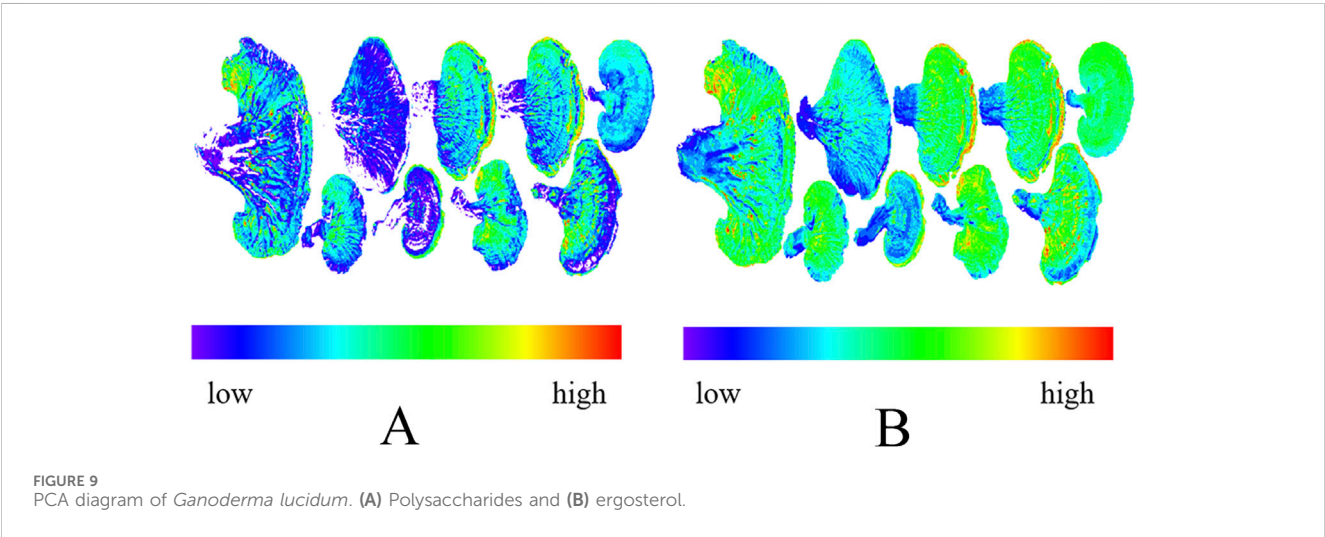 low high low high
A B
FIGURE 9
PCA diagram of Ganoderma lucidum. (A) Polysaccharides and (B) ergosterol.